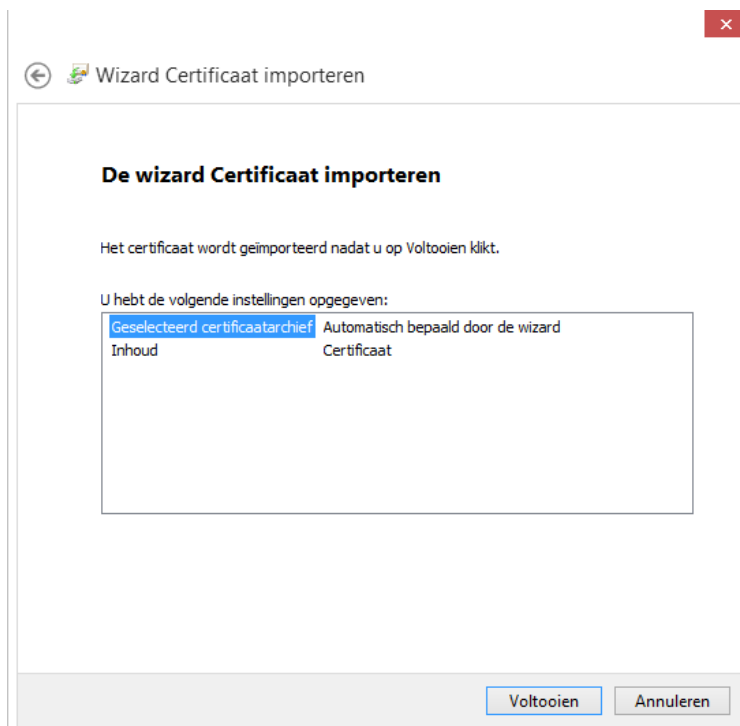 Wizard Certificaat importeren
De wizard Certificaat importeren
Het certificaat wordt geïmporteerd nadat u op Voltooien klikt.
U hebt de volgende instellingen opgegeven:
Geselecteerd certificaatarchief Automatisch bepaald door de wizard
Inhoud Certificaat
Voltooien Annuleren